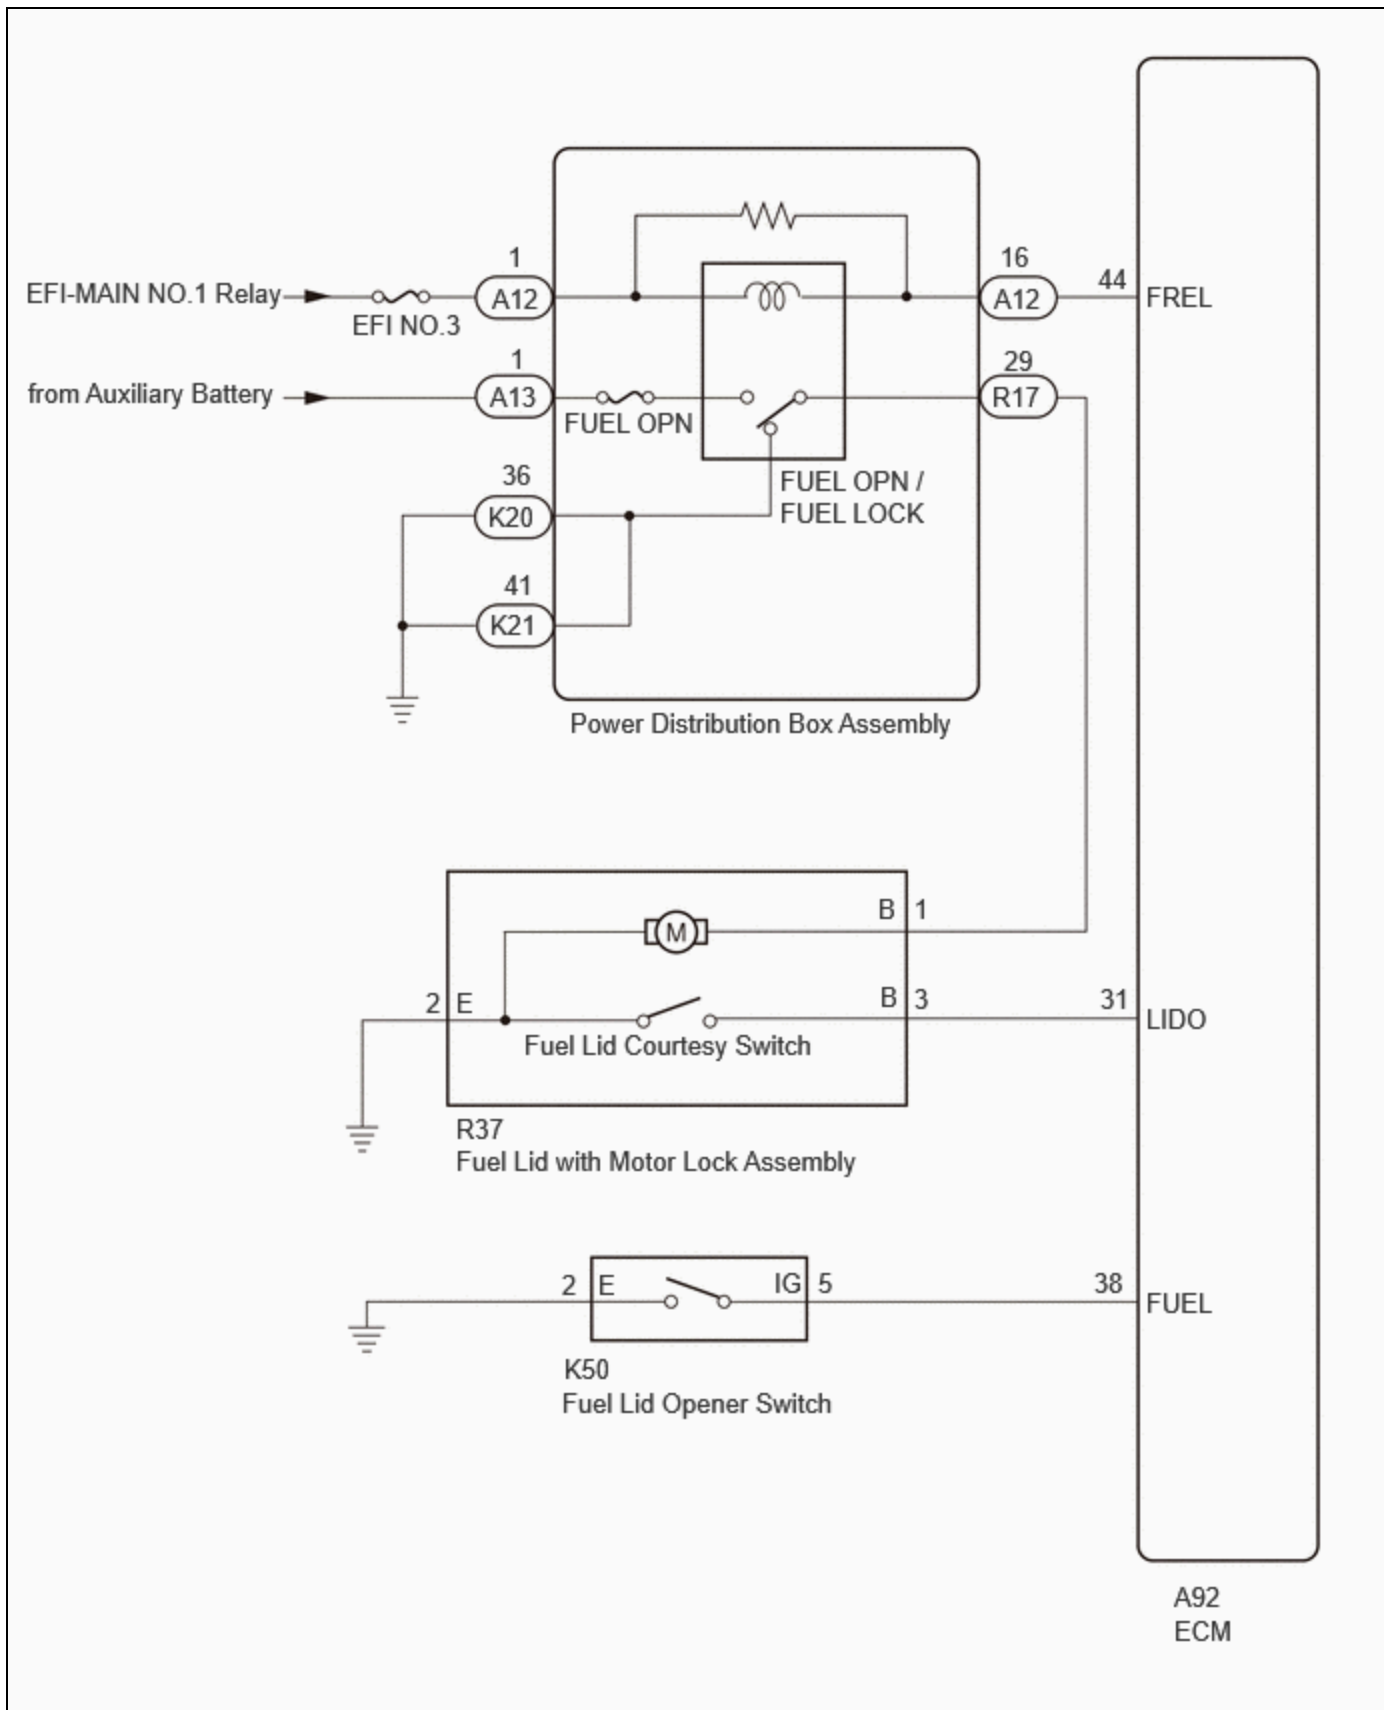 1
16
EFI-MAIN NO.1 Relay
A12
A12
44
FREL
EFI NO.3
1
29
from Auxiliary Battery
A13
R17
FUEL OPN
36
FUEL OPN /
FUEL LOCK
K20
41
K21
Power Distribution Box Assembly
B
1
M
2
E
B
3
31
LIDO
Fuel Lid Courtesy Switch
R37
Fuel Lid with Motor Lock Assembly
2
E
IG
5
38
FUEL
K50
Fuel Lid Opener Switch
A92
ECM